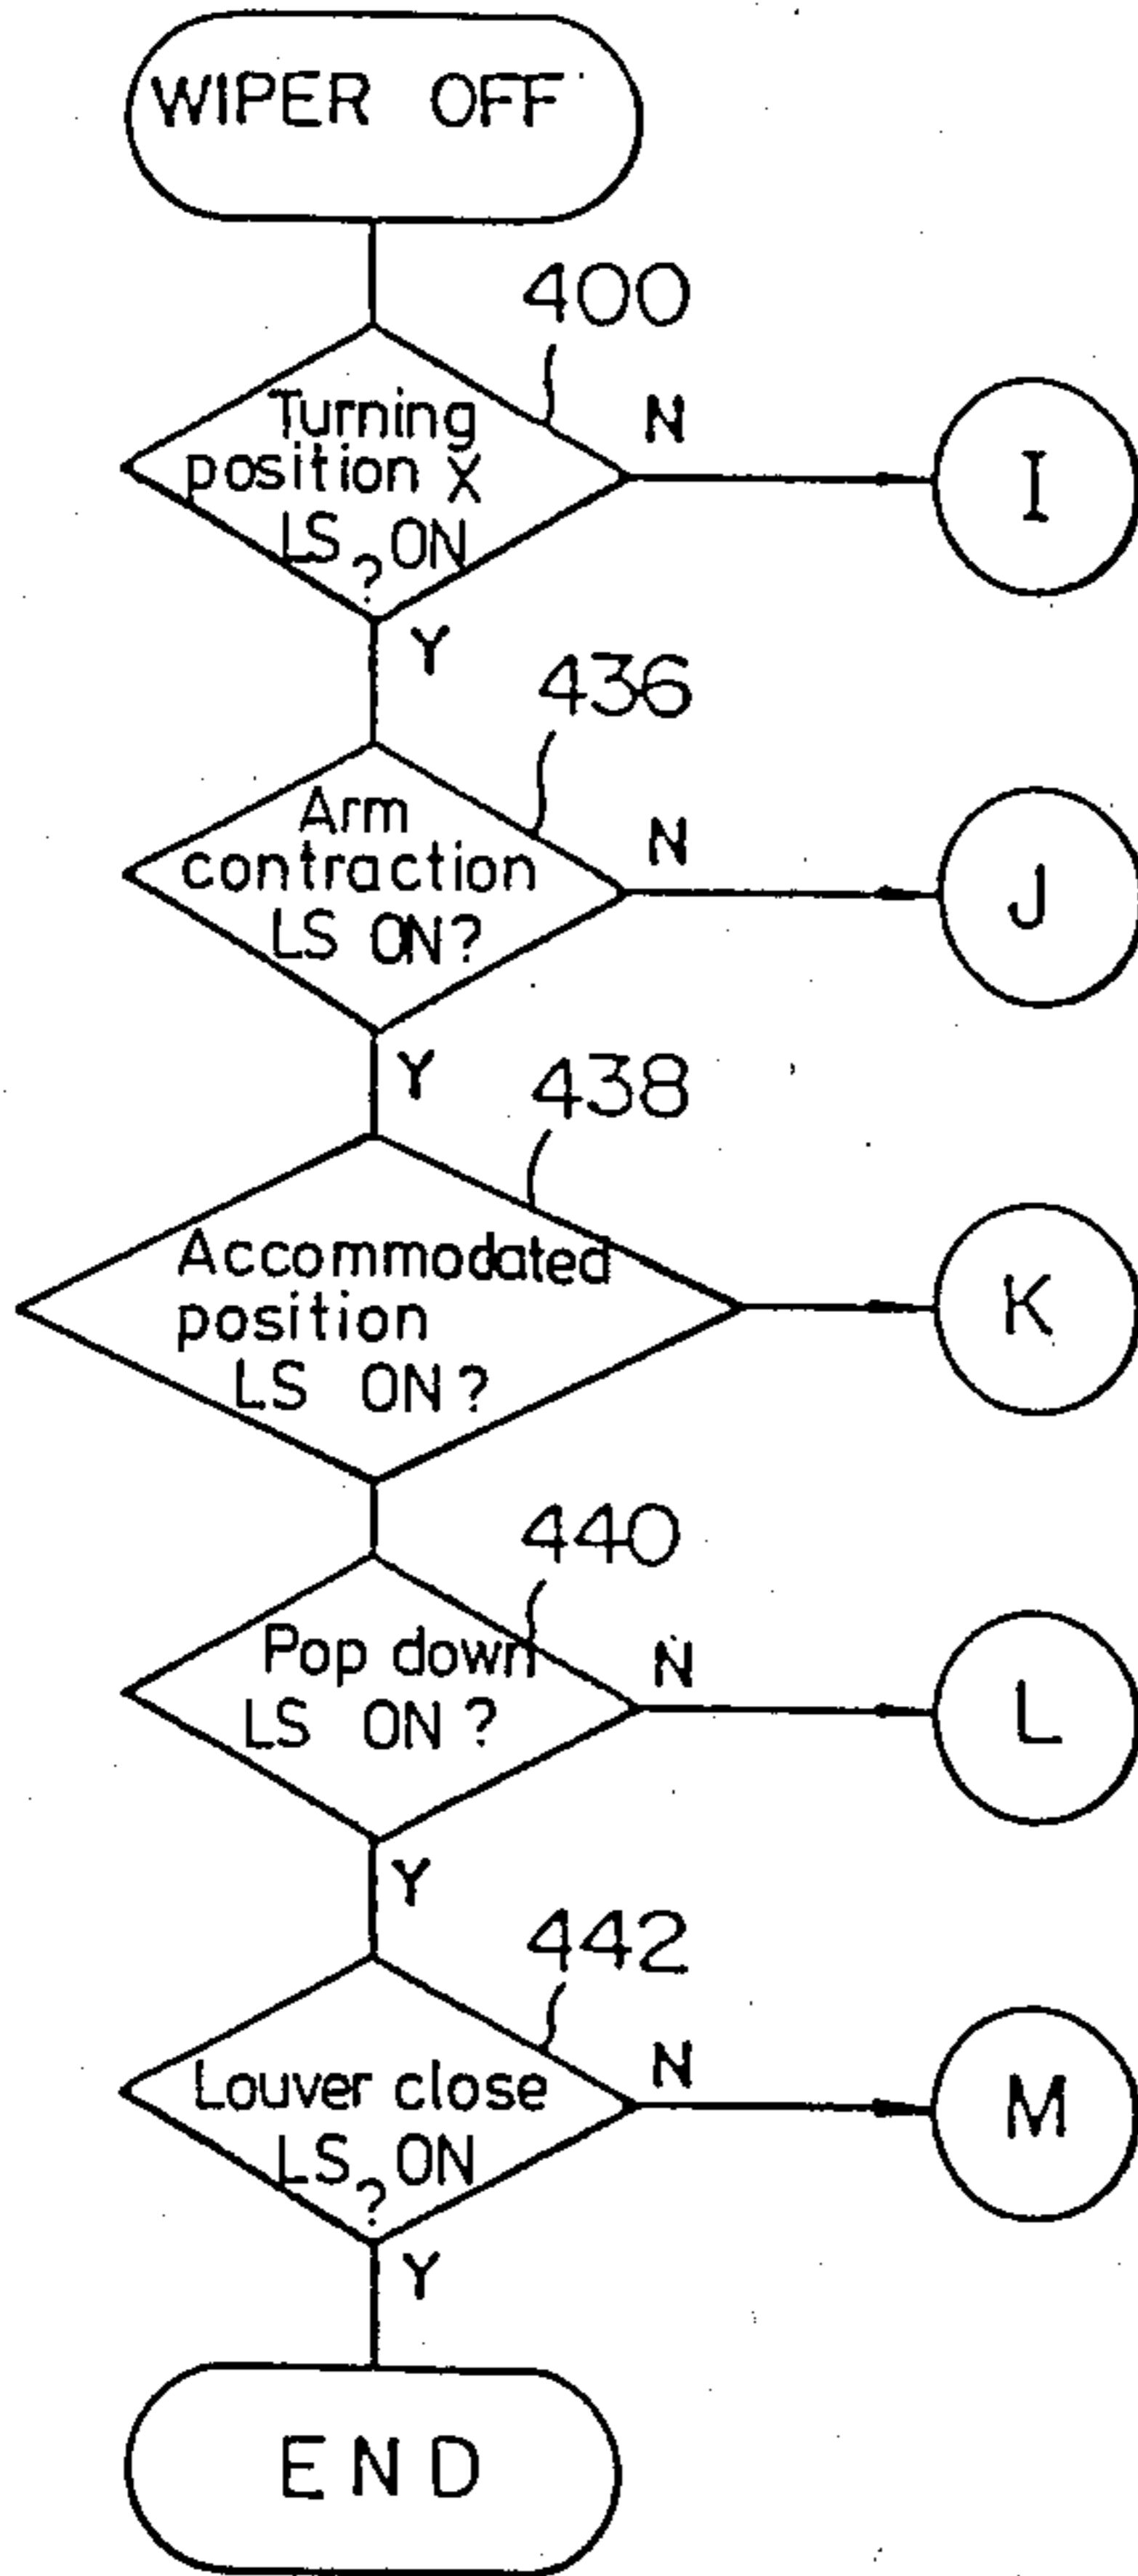 WIPER OFF
400
Turning
position X
LS ON
?
N
I
Y
436
Arm
contraction
LS ON?
N
J
Y
438
Accommodated
position
LS ON?
K
440
Pop down
LS ON?
N
L
Y
442
Louver close
LS ON
?
N
M
Y
END